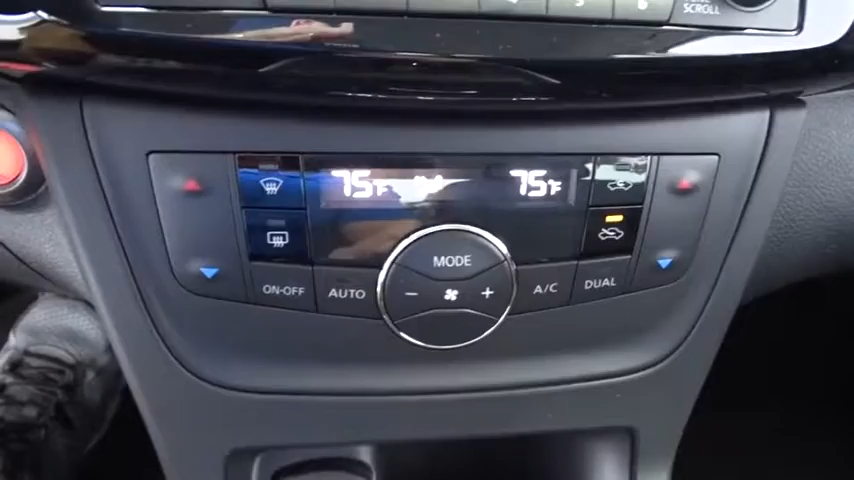 SCROLL
75°F 75°F
MODE
ON•OFF AUTO A/C DUAL
- +